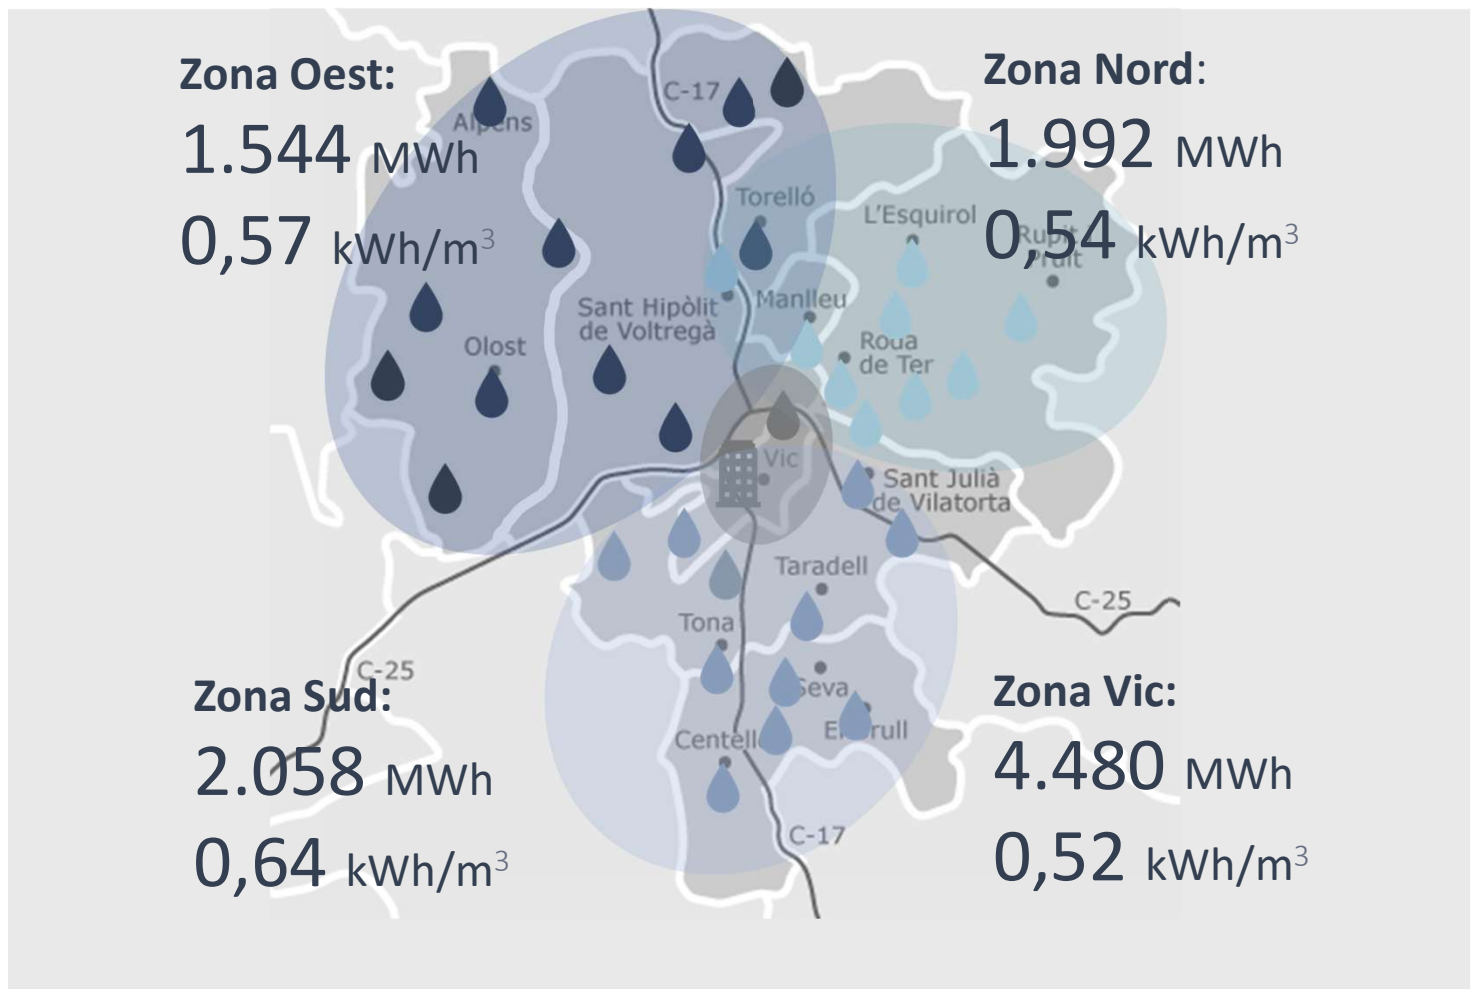 Zona Oest:
1.544 MWh
0,57 kWh/m³
Zona Nord:
1.992 MWh
0,54 kWh/m³
C-17
Alpens
Torelló
L'Esquirol
Rupit
Pruit
Sant Hipòlit
de Voltregà
Manlleu
Olost
Roda
de Ter
Vic
Sant Julià
de Vilatorta
Taradell
C-25
Tona
C-25
Seva
Centell
C-17
Zona Sud:
2.058 MWh
0,64 kWh/m³
Zona Vic:
4.480 MWh
0,52 kWh/m³